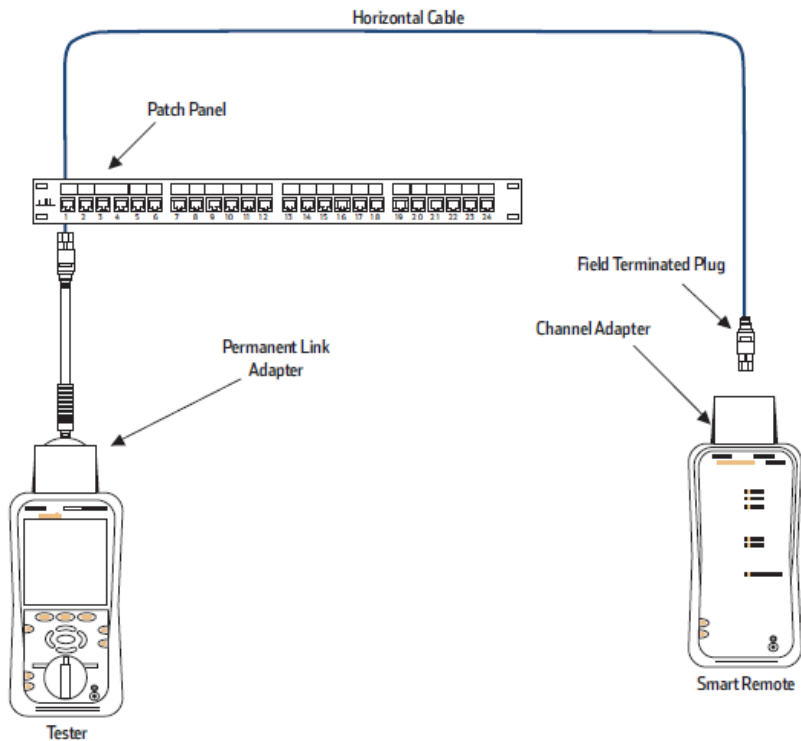 Horizontal Cable
Patch Panel
1 2 3 4 5 6 7 8 9 10 11 12 13 14 15 16 17 18 19 20 21 22 23 24
Field Terminated Plug
Channel Adapter
Permanent Link
Adapter
Smart Remote
Tester